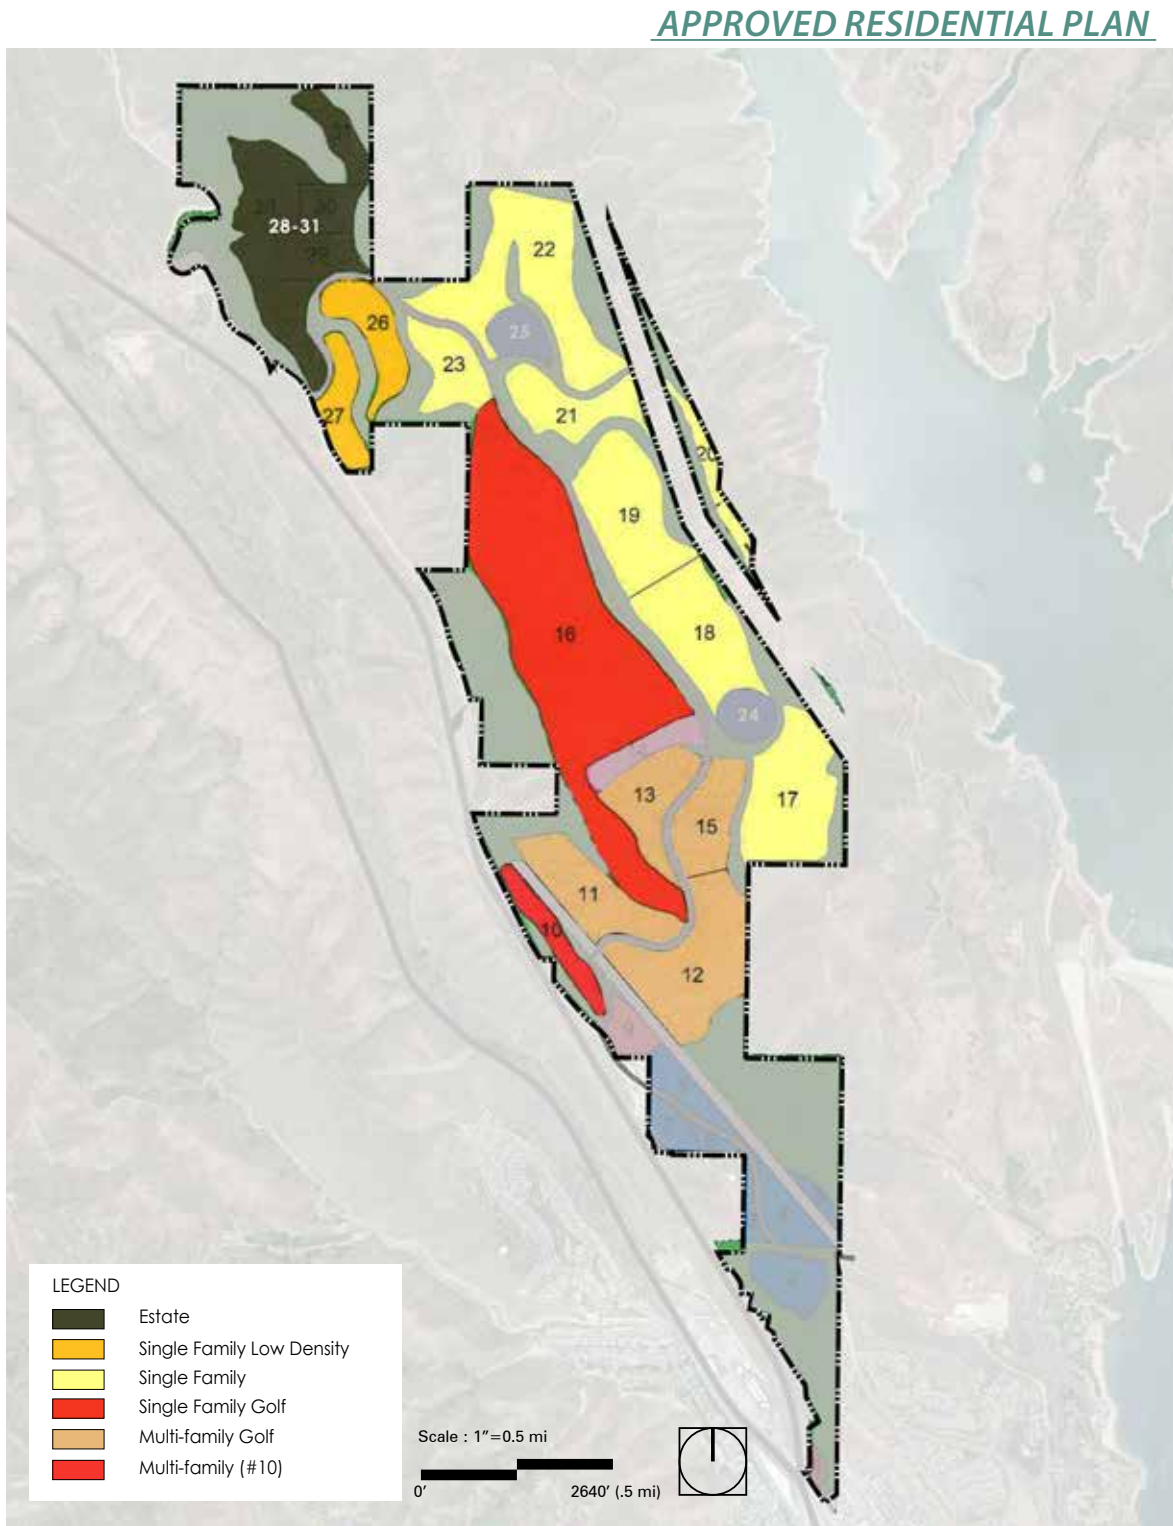 APPROVED RESIDENTIAL PLAN
28-31
22
26
25
23
27
21
20
19
16
18
24
13
17
15
11
10
12
LEGEND
Estate
Single Family Low Density
Single Family
Single Family Golf
Multi-family Golf
Multi-family (#10)
Scale : 1"=0.5 mi
0'
2640' (.5 mi)